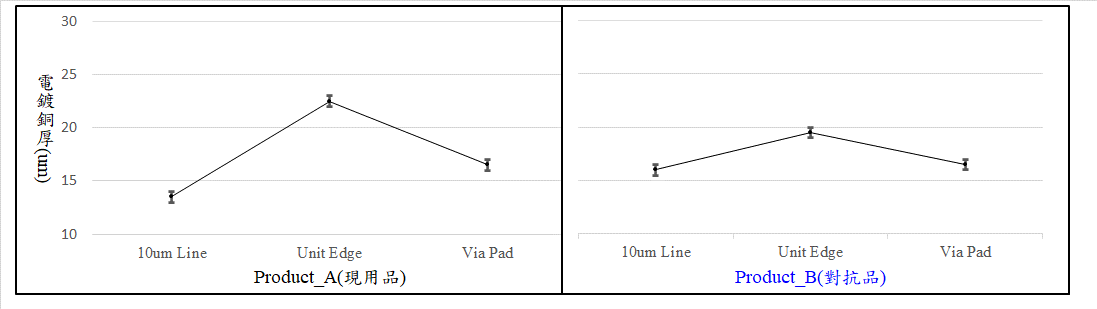 30
25
20
15
10
電鍍銅厚(um)
10um Line Unit Edge Via Pad
Product_A(現用品)
10um Line Unit Edge Via Pad
Product_B(對抗品)